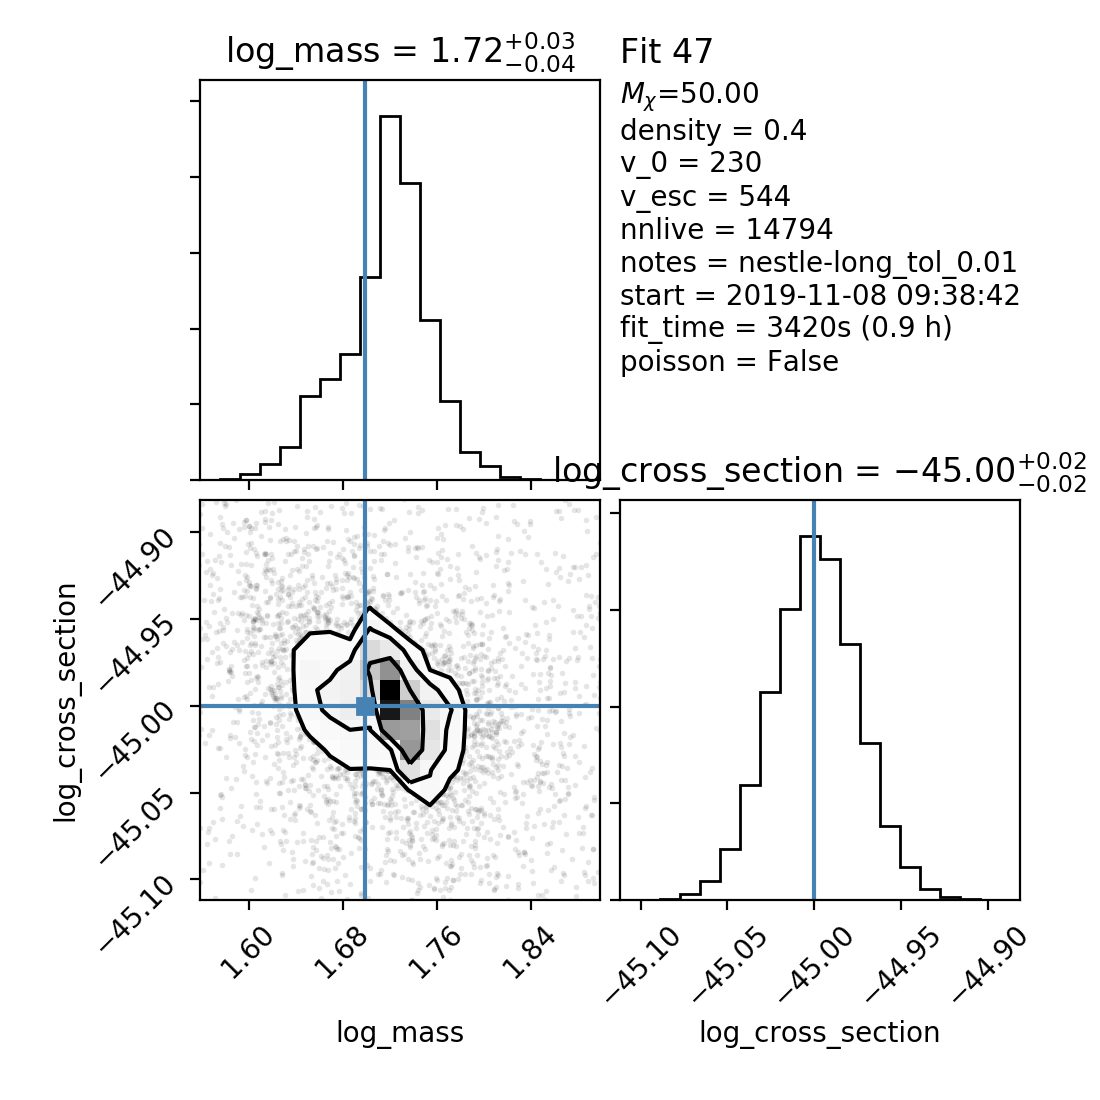 log_mass = 1.72+0.03 −0.04
Fit 47
Mχ=50.00
density = 0.4
v_0 = 230
v_esc = 544
nnlive = 14794
notes = nestle-long_tol_0.01
start = 2019-11-08 09:38:42
fit_time = 3420s (0.9 h)
poisson = False
log_cross_section = −45.00+0.02 −0.02
log_cross_section
−44.90
−44.95
−45.00
−45.05
−45.10
1.60
1.68
1.76
1.84
log_mass
−45.10
−45.05
−45.00
−44.95
−44.90
log_cross_section